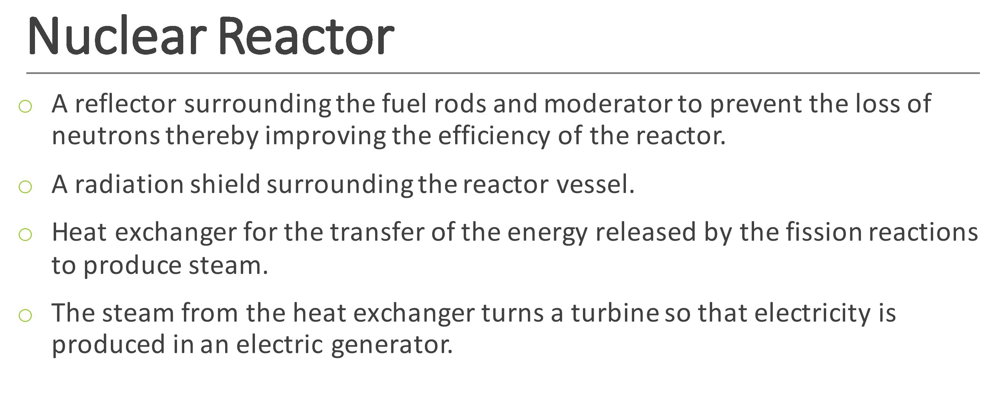 Nuclear Reactor
○ A reflector surrounding the fuel rods and moderator to prevent the loss of
neutrons thereby improving the efficiency of the reactor.
○ A radiation shield surrounding the reactor vessel.
○ Heat exchanger for the transfer of the energy released by the fission reactions
to produce steam.
○ The steam from the heat exchanger turns a turbine so that electricity is
produced in an electric generator.